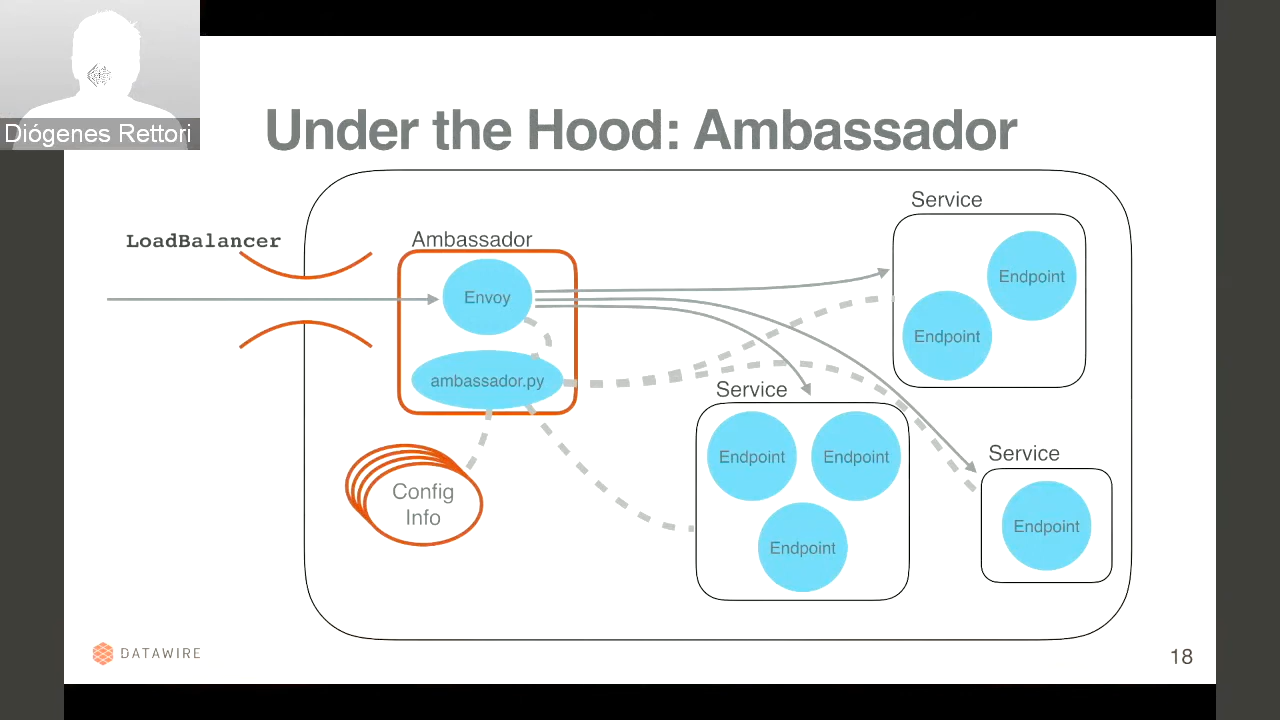 Diógenes Rettori
Under the Hood: Ambassador
Service
LoadBalancer
Ambassador
Envoy
Endpoint
Endpoint
ambassador.py
Service
Config
Info
Endpoint
Endpoint
Endpoint
Service
Endpoint
DATAWIRE
18